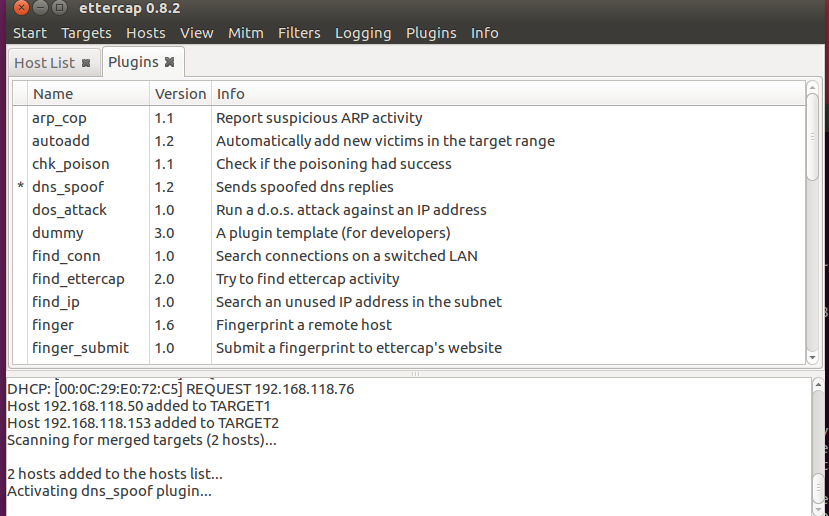 ettercap 0.8.2
Start Targets Hosts View Mitm Filters Logging Plugins Info
Host List Plugins
Name Version Info
arp_cop 1.1 Report suspicious ARP activity
autoadd 1.2 Automatically add new victims in the target range
chk_poison 1.1 Check if the poisoning had success
* dns_spoof 1.2 Sends spoofed dns replies
dos_attack 1.0 Run a d.o.s. attack against an IP address
dummy 3.0 A plugin template (for developers)
find_conn 1.0 Search connections on a switched LAN
find_ettercap 2.0 Try to find ettercap activity
find_ip 1.0 Search an unused IP address in the subnet
finger 1.6 Fingerprint a remote host
finger_submit 1.0 Submit a fingerprint to ettercap's website
DHCP: [00:0C:29:E0:72:C5] REQUEST 192.168.118.76
Host 192.168.118.50 added to TARGET1
Host 192.168.118.153 added to TARGET2
Scanning for merged targets (2 hosts)...
2 hosts added to the hosts list...
Activating dns_spoof plugin...